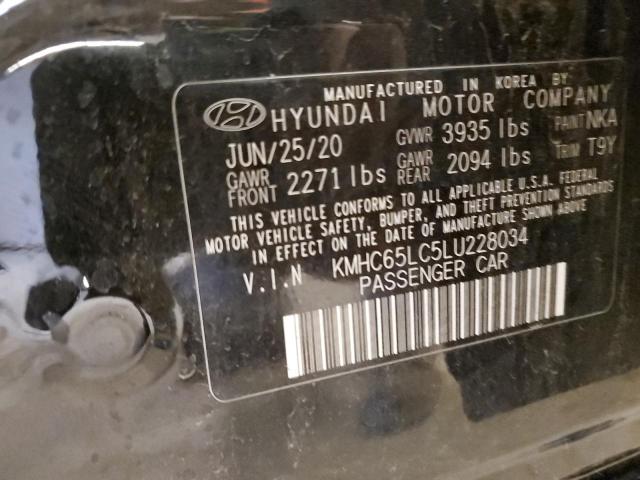 MANUFACTURED IN KOREA BY
HYUNDAI MOTOR COMPANY
JUN/25/20 GVWR 3935 lbs PAINT NKA
GAWR FRONT 2271 lbs GAWR REAR 2094 lbs TRIM T9Y
THIS VEHICLE CONFORMS TO ALL APPLICABLE U.S.A. FEDERAL
MOTOR VEHICLE SAFETY, BUMPER, AND THEFT PREVENTION STANDARDS
IN EFFECT ON THE DATE OF MANUFACTURE SHOWN ABOVE
V.I.N KMHC65LC5LU228034
PASSENGER CAR